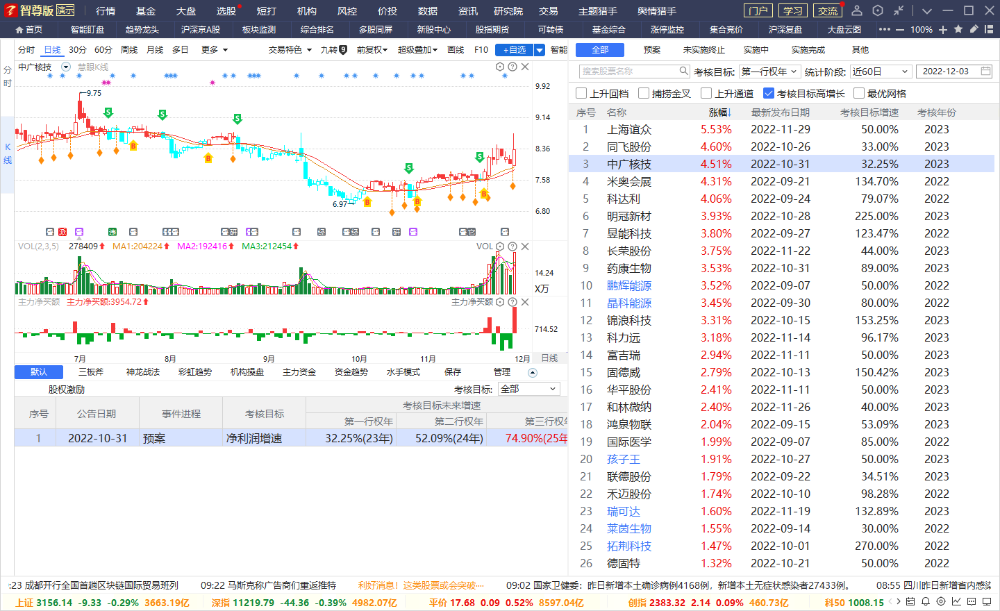 智尊版 演示 行情 基金 大盘 选股 短打 机构 风控 价投 数据 资讯 研究院 交易 主题猎手 舆情猎手 门户 学习 交流
首页 智能盯盘 趋势龙头 沪深京A股 板块监测 综合排名 多股同屏 新股中心 股指期货 可转债 基金综合 涨停监控 集合竞价 沪深复盘 大盘云图 100%
分时 日线 30分 60分 周线 月线 多日 更多 交易特色 九转 9 前复权 超级叠加 画线 F10 +自选 智能
分时
K线
中广核技 慧眼K线
9.92
9.75
9.14
8.36
7.58
6.97
6.80
VOL(2,3,5) 278409 MA1:204224 MA2:192416 MA3:212454 VOL
14.24
X万
主力净买额 主力净买额:3954.72 主力净买额
714.52
7月 8月 9月 10月 11月 12月 日线
默认 三板斧 神龙战法 彩虹趋势 机构操盘 主力资金 资金趋势 水手模式 保存 管理
股权激励 考核目标: 全部
序号 公告日期 事件进程 考核目标 考核目标未来增速
第一行权年 第二行权年 第三行权年
1 2022-10-31 预案 净利润增速 32.25%(23年) 52.09%(24年) 74.90%(25年
全部 预案 未实施终止 实施中 实施完成 其他
搜索股票名称 考核目标: 第一行权年 统计阶段: 近60日 2022-12-03
上升回档 捕捞金叉 上升通道 考核目标高增长 最优网格
序号 名称 涨幅↓ 最新发布日期 考核目标增速 考核年份
1 上海谊众 5.53% 2022-11-29 50.00% 2023
2 同飞股份 4.60% 2022-10-26 33.00% 2023
3 中广核技 4.51% 2022-10-31 32.25% 2023
4 米奥会展 4.31% 2022-09-21 134.70% 2022
5 科达利 4.06% 2022-09-24 79.07% 2022
6 明冠新材 3.93% 2022-10-28 225.00% 2023
7 昱能科技 3.80% 2022-09-27 123.47% 2022
8 长荣股份 3.75% 2022-11-22 44.00% 2023
9 药康生物 3.53% 2022-10-31 89.00% 2023
10 鹏辉能源 3.52% 2022-09-07 50.00% 2022
11 晶科能源 3.45% 2022-09-30 80.00% 2022
12 锦浪科技 3.31% 2022-10-15 153.25% 2023
13 科力远 3.18% 2022-11-14 96.17% 2023
14 富吉瑞 2.94% 2022-11-11 50.00% 2023
15 固德威 2.79% 2022-10-13 150.42% 2023
16 华平股份 2.41% 2022-11-11 50.00% 2023
17 和林微纳 2.40% 2022-11-26 40.00% 2023
18 鸿泉物联 2.04% 2022-09-15 53.09% 2023
19 国际医学 1.99% 2022-09-07 85.00% 2022
20 孩子王 1.91% 2022-10-27 50.00% 2023
21 联德股份 1.79% 2022-09-22 34.51% 2023
22 禾迈股份 1.74% 2022-10-10 98.28% 2022
23 瑞可达 1.60% 2022-11-19 132.89% 2023
24 莱茵生物 1.55% 2022-09-14 30.00% 2022
25 拓荆科技 1.47% 2022-10-01 270.00% 2022
26 德固特 1.32% 2022-10-21 50.00% 2022
:23 成都开行全国首趟区块链国际贸易班列 09:22 马斯克称广告商们重返推特 利好消息！这类股票或会突破···· 09:02 国家卫健委：昨日新增本土确诊病例4168例，新增本土无症状感染者27433例。 08:55 四川昨日新增省内感染
上证 3156.14 -9.33 -0.29% 3663.19亿 深指 11219.79 -44.36 -0.39% 4982.07亿 平价 17.68 0.09 0.52% 8597.04亿 创指 2383.32 2.14 0.09% 460.73亿 科50 1008.15